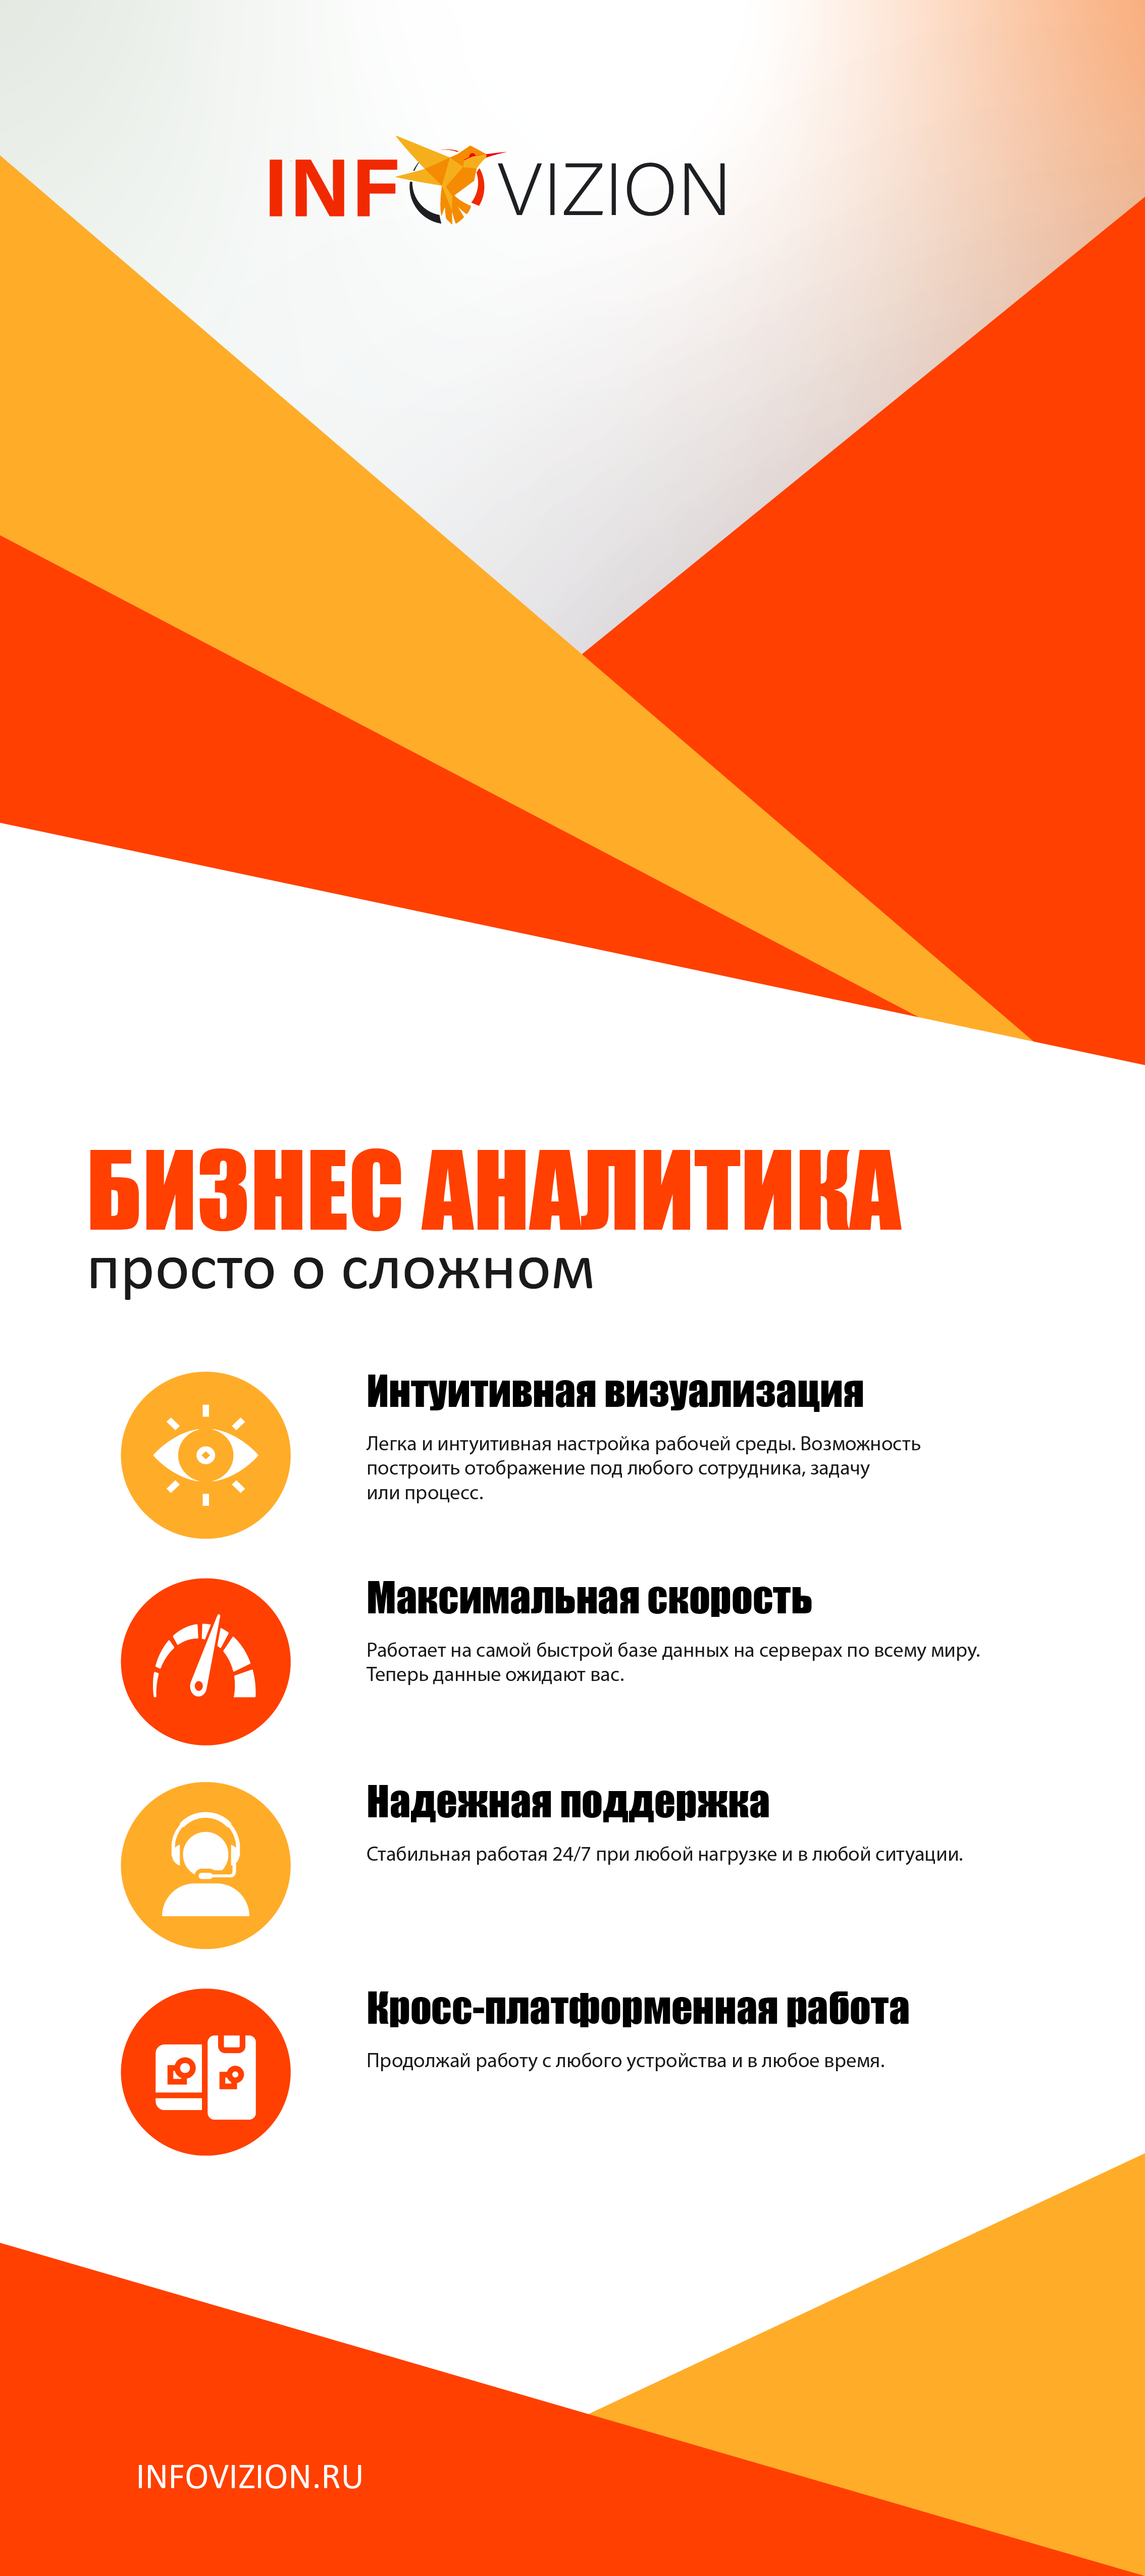 INFOVIZION
БИЗНЕС АНАЛИТИКА
просто о сложном
Интуитивная визуализация
Легка и интуитивная настройка рабочей среды. Возможность
построить отображение под любого сотрудника, задачу
или процесс.
Максимальная скорость
Работает на самой быстрой базе данных на серверах по всему миру.
Теперь данные ожидают вас.
Надежная поддержка
Стабильная работая 24/7 при любой нагрузке и в любой ситуации.
Кросс-платформенная работа
Продолжай работу с любого устройства и в любое время.
INFOVIZION.RU